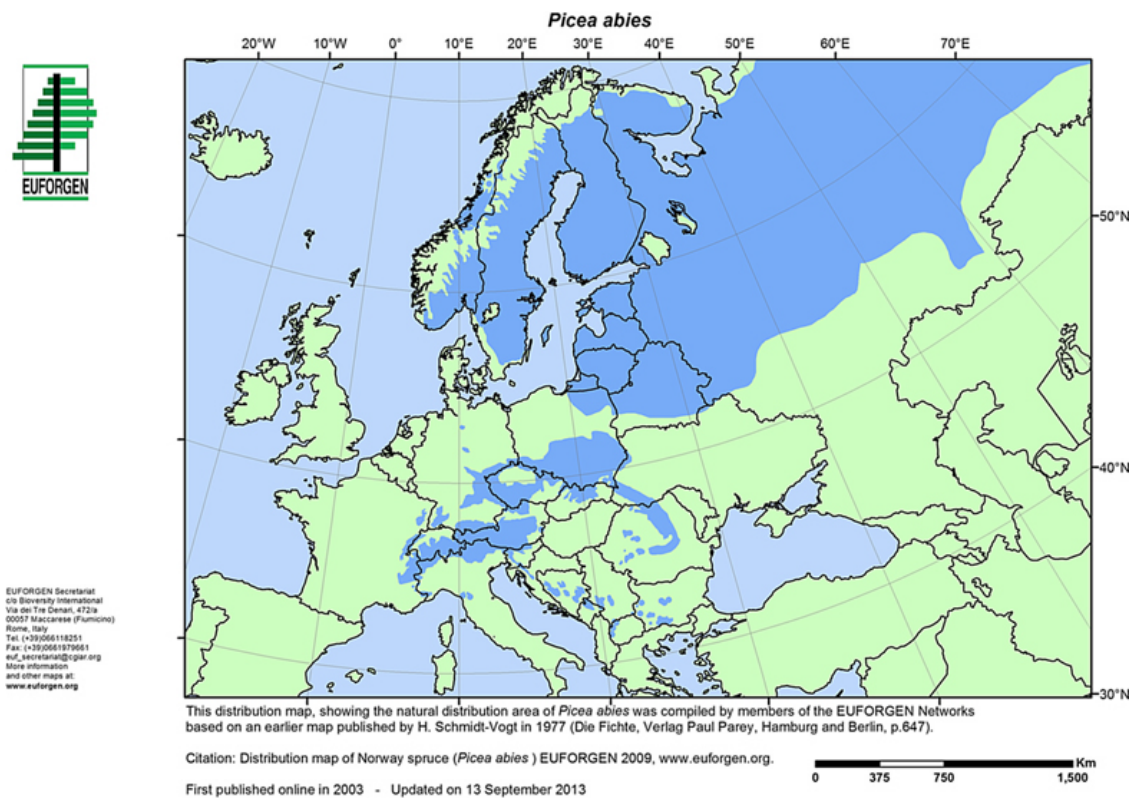 Picea abies
20°W 10°W 0° 10°E 20°E 30°E 40°E 50°E 60°E 70°E
EUFORGEN
50°N
40°N
30°N
EUFORGEN Secretariat
c/o Bioversity International
Via dei Tre Denari, 472/a
00057 Maccarese (Fiumicino)
Rome, Italy
Tel. (+39)066118251
Fax: (+39)0661979661
euf_secretariat@cgiar.org
More information
and other maps at:
www.euforgen.org
This distribution map, showing the natural distribution area of Picea abies was compiled by members of the EUFORGEN Networks
based on an earlier map published by H. Schmidt-Vogt in 1977 (Die Fichte, Verlag Paul Parey, Hamburg and Berlin, p.647).
Citation: Distribution map of Norway spruce (Picea abies ) EUFORGEN 2009, www.euforgen.org.
First published online in 2003 - Updated on 13 September 2013
Km
0 375 750 1,500